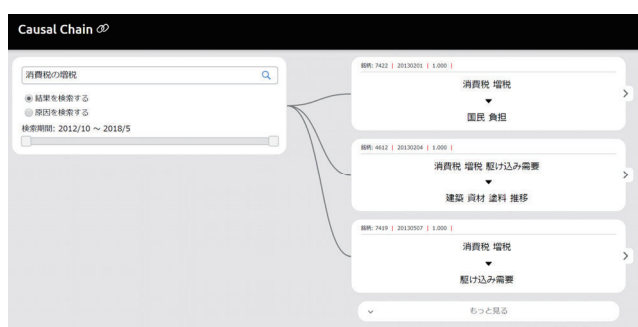 Causal Chain
消費税の増税
結果を検索する
原因を検索する
検索期間: 2012/10 ～ 2018/5
銘柄: 7422 | 20130201 | 1.000 |
消費税 増税
▼
国民 負担
銘柄: 4612 | 20130204 | 1.000 |
消費税 増税 駆け込み需要
▼
建築 資材 塗料 推移
銘柄: 7419 | 20130507 | 1.000 |
消費税 増税
▼
駆け込み需要
もっと見る